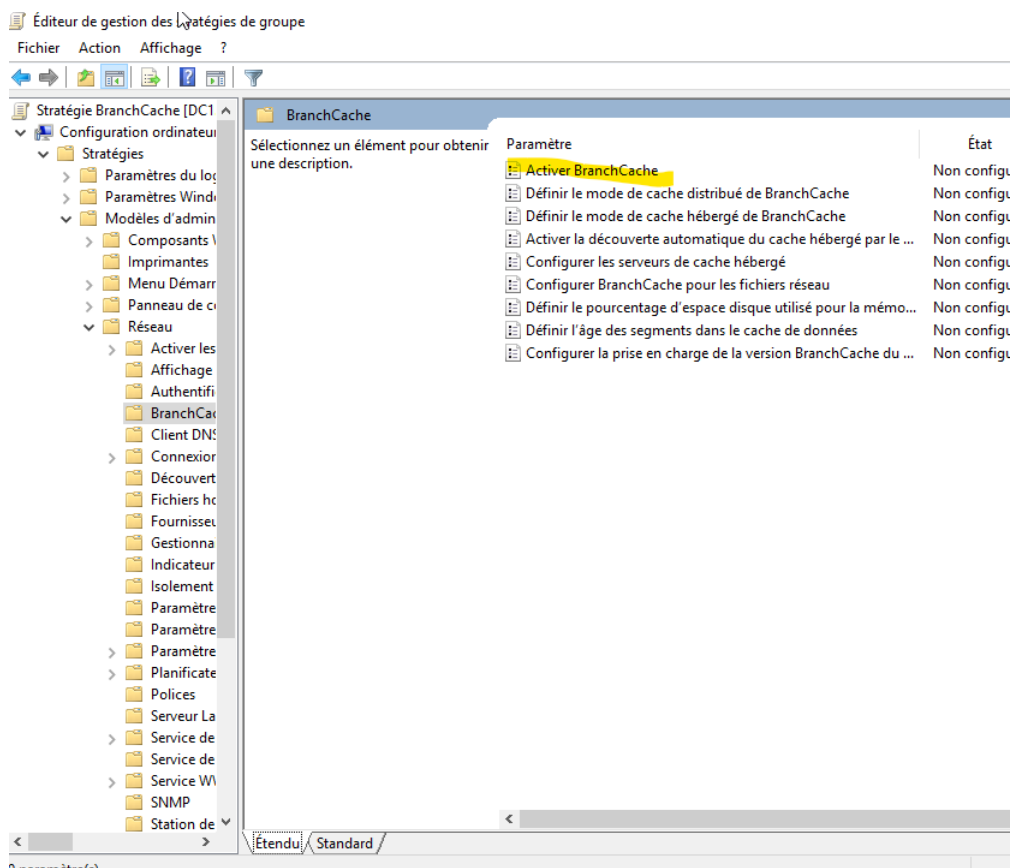 Éditeur de gestion des stratégies de groupe
Fichier Action Affichage ?
Stratégie BranchCache [DC1
Configuration ordinateu
Stratégies
Paramètres du log
Paramètres Wind
Modèles d'admin
Composants
Imprimantes
Menu Démarr
Panneau de c
Réseau
Activer les
Affichage
Authentifi
BranchCac
Client DNS
Connexion
Découvert
Fichiers ho
Fournisseu
Gestionna
Indicateur
Isolement
Paramètre
Paramètre
Paramètre
Planificate
Polices
Serveur La
Service de
Service de
Service W
SNMP
Station de
BranchCache
Sélectionnez un élément pour obtenir
une description.
Paramètre État
Activer BranchCache Non configu
Définir le mode de cache distribué de BranchCache Non configu
Définir le mode de cache hébergé de BranchCache Non configu
Activer la découverte automatique du cache hébergé par le ... Non configu
Configurer les serveurs de cache hébergé Non configu
Configurer BranchCache pour les fichiers réseau Non configu
Définir le pourcentage d'espace disque utilisé pour la mémo... Non configu
Définir l'âge des segments dans le cache de données Non configu
Configurer la prise en charge de la version BranchCache du ... Non configu
Étendu Standard
paramètre(s)